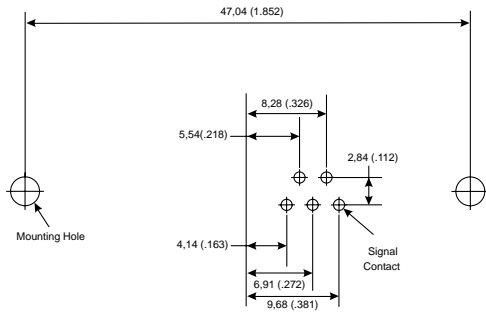 47,04 (1.852)
8,28 (.326)
5,54(.218)
2,84 (.112)
Mounting Hole
4,14 (.163)
Signal
Contact
6,91 (.272)
9,68 (.381)